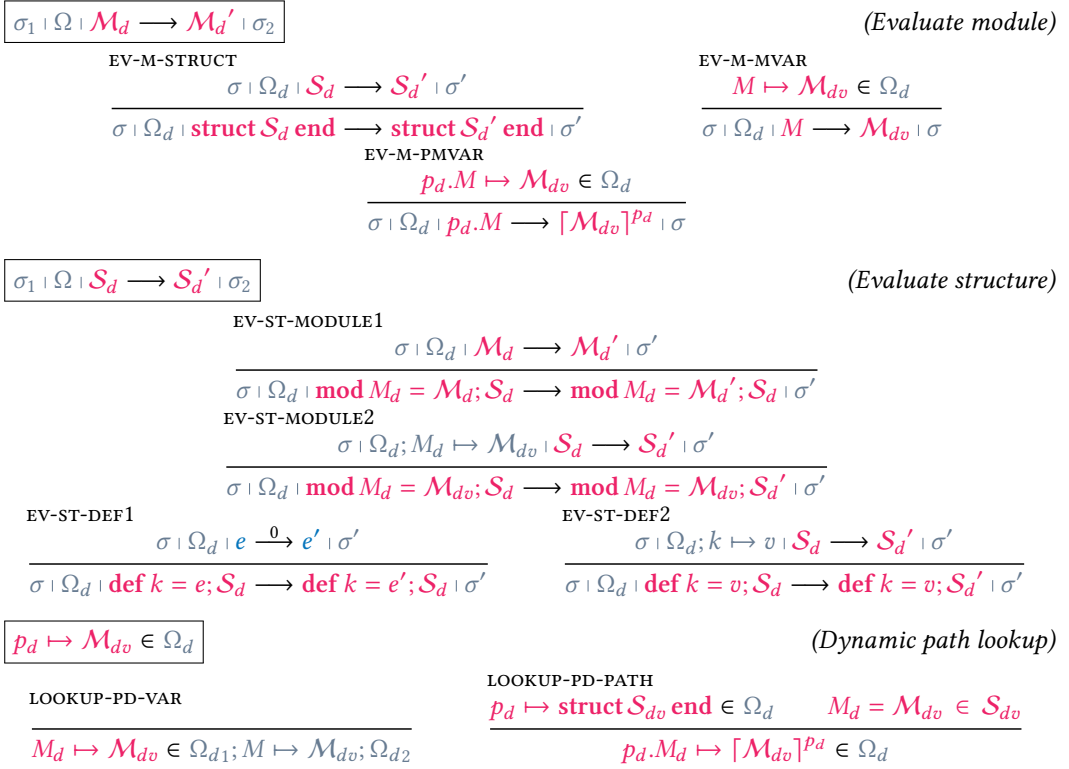 σ₁ ı Ω ı ℳ_d ⟶ ℳ_d′ ı σ₂ (Evaluate module)
EV-M-STRUCT EV-M-MVAR
σ ı Ω_d ı 𝒮_d ⟶ 𝒮_d′ ı σ′ M ↦ ℳ_dv ∈ Ω_d
σ ı Ω_d ı struct 𝒮_d end ⟶ struct 𝒮_d′ end ı σ′ σ ı Ω_d ı M ⟶ ℳ_dv ı σ
EV-M-PMVAR
p_d.M ↦ ℳ_dv ∈ Ω_d
σ ı Ω_d ı p_d.M ⟶ ⌈ℳ_dv⌉^{p_d} ı σ
σ₁ ı Ω ı 𝒮_d ⟶ 𝒮_d′ ı σ₂ (Evaluate structure)
EV-ST-MODULE1
σ ı Ω_d ı ℳ_d ⟶ ℳ_d′ ı σ′
σ ı Ω_d ı mod M_d = ℳ_d; 𝒮_d ⟶ mod M_d = ℳ_d′; 𝒮_d ı σ′
EV-ST-MODULE2
σ ı Ω_d; M_d ↦ ℳ_dv ı 𝒮_d ⟶ 𝒮_d′ ı σ′
σ ı Ω_d ı mod M_d = ℳ_dv; 𝒮_d ⟶ mod M_d = ℳ_dv; 𝒮_d′ ı σ′
EV-ST-DEF1 EV-ST-DEF2
σ ı Ω_d ı e ⟶^0 e′ ı σ′ σ ı Ω_d; k ↦ v ı 𝒮_d ⟶ 𝒮_d′ ı σ′
σ ı Ω_d ı def k = e; 𝒮_d ⟶ def k = e′; 𝒮_d ı σ′ σ ı Ω_d ı def k = v; 𝒮_d ⟶ def k = v; 𝒮_d′ ı σ′
p_d ↦ ℳ_dv ∈ Ω_d (Dynamic path lookup)
LOOKUP-PD-VAR LOOKUP-PD-PATH
p_d ↦ struct 𝒮_dv end ∈ Ω_d M_d = ℳ_dv ∈ 𝒮_dv
M_d ↦ ℳ_dv ∈ Ω_d1; M ↦ ℳ_dv; Ω_d2 p_d.M_d ↦ ⌈ℳ_dv⌉^{p_d} ∈ Ω_d